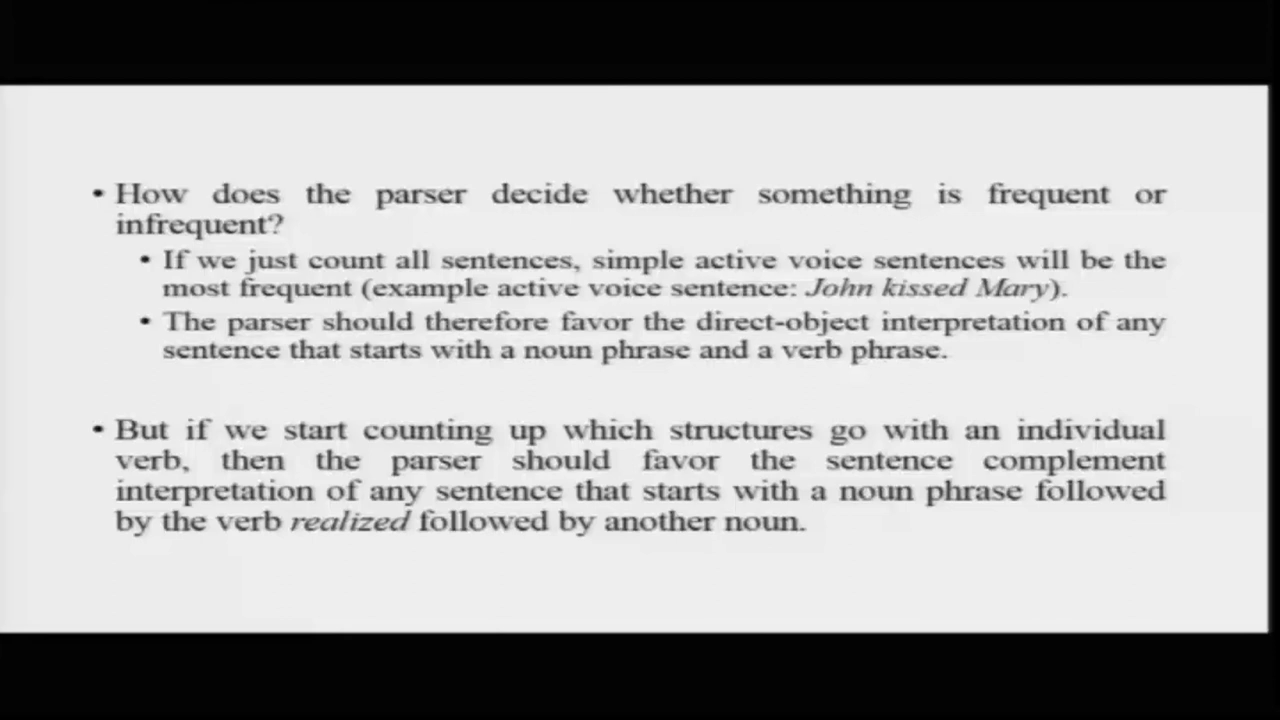 • How does the parser decide whether something is frequent or
infrequent?
• If we just count all sentences, simple active voice sentences will be the
most frequent (example active voice sentence: John kissed Mary).
• The parser should therefore favor the direct-object interpretation of any
sentence that starts with a noun phrase and a verb phrase.
• But if we start counting up which structures go with an individual
verb, then the parser should favor the sentence complement
interpretation of any sentence that starts with a noun phrase followed
by the verb realized followed by another noun.